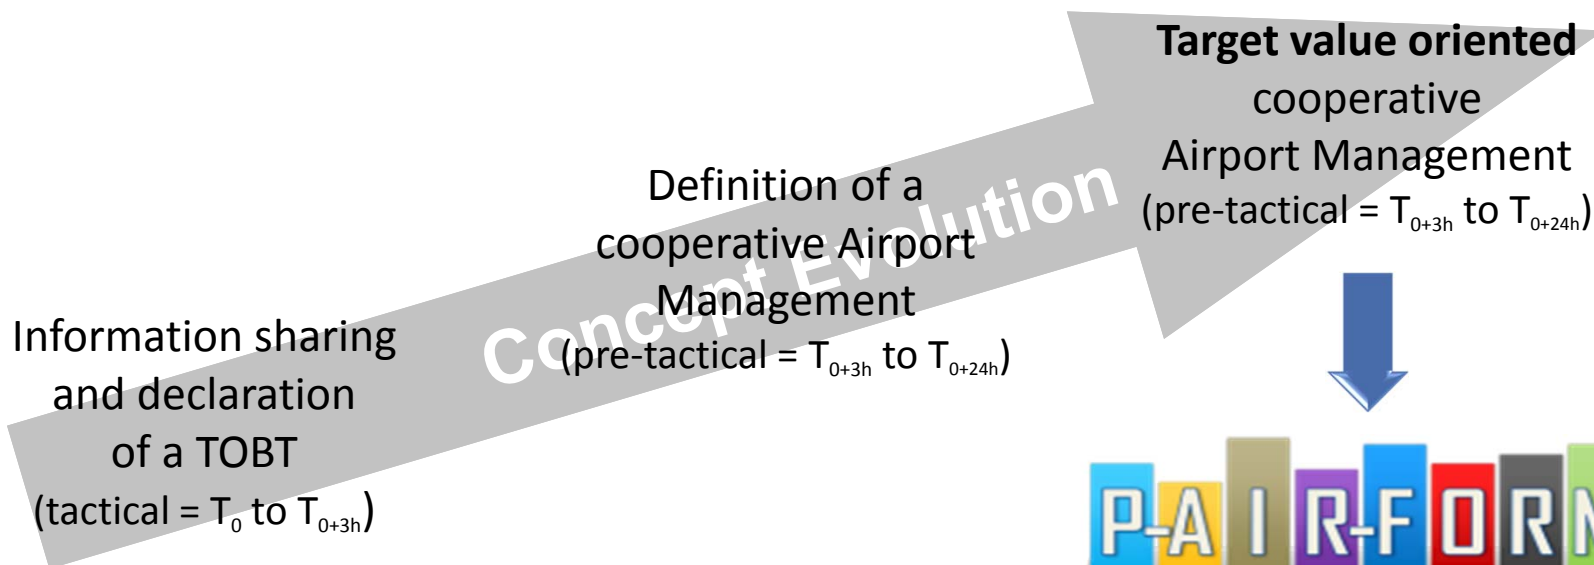 Information sharing
and declaration
of a TOBT
(tactical = T₀ to T₀₊₃ₕ)
Concept Evolution
Definition of a
cooperative Airport
Management
(pre-tactical = T₀₊₃ₕ to T₀₊₂₄ₕ)
Target value oriented
cooperative
Airport Management
(pre-tactical = T₀₊₃ₕ to T₀₊₂₄ₕ)
P-AIR-FOR